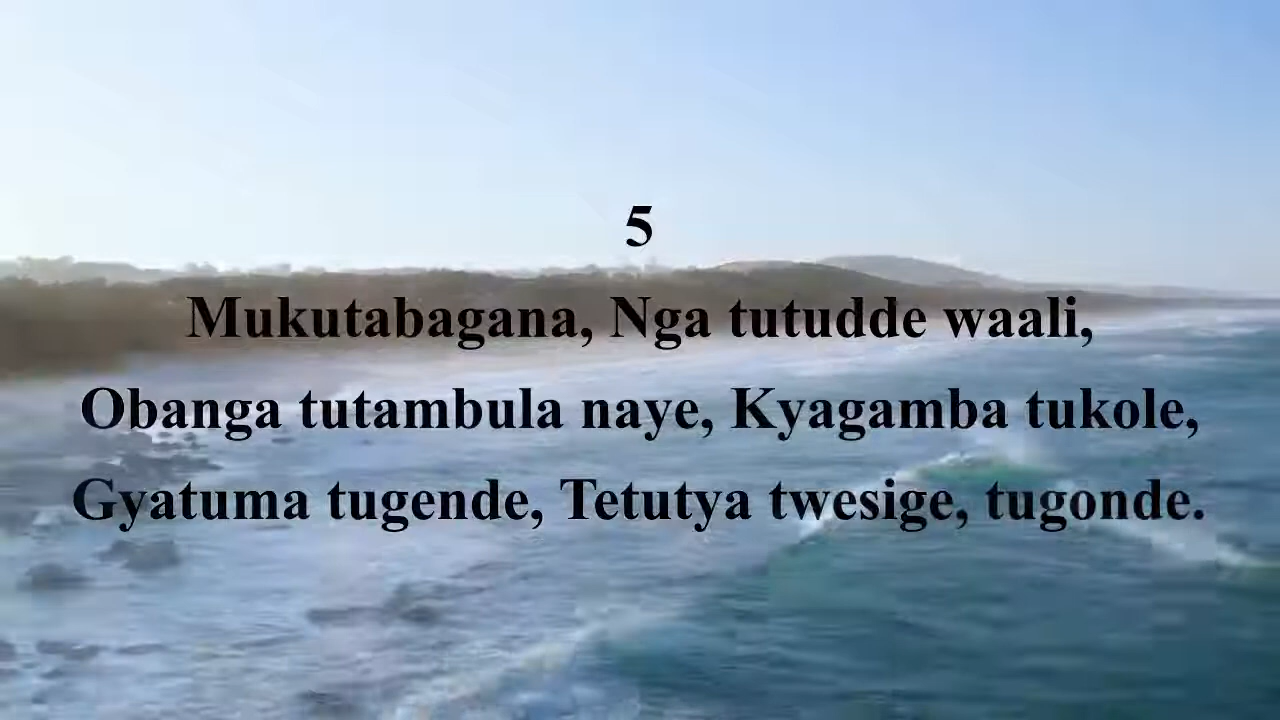 5
Mukutabagana, Nga tutudde waali,
Obanga tutambula naye, Kyagamba tukole,
Gyatuma tugende, Tetutya twesige, tugonde.